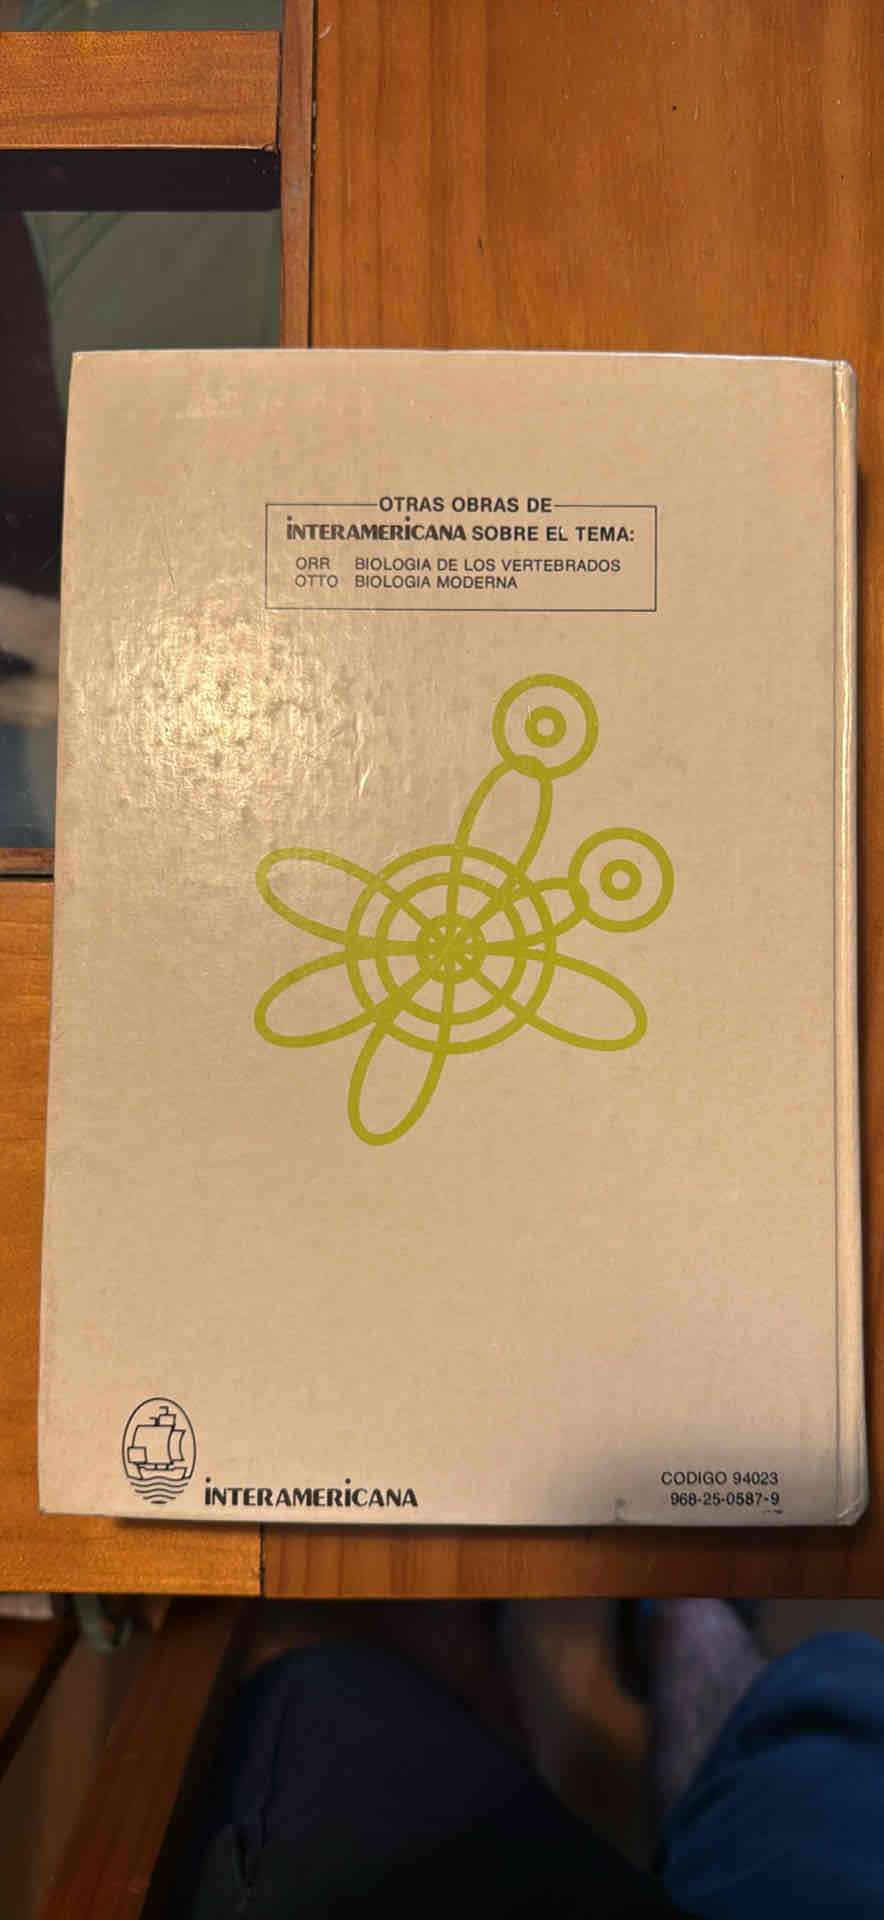 OTRAS OBRAS DE
iNTERAMERiCANA SOBRE EL TEMA:
ORR BIOLOGIA DE LOS VERTEBRADOS
OTTO BIOLOGIA MODERNA
iNTERAMERiCANA
CODIGO 94023
968-25-0587-9